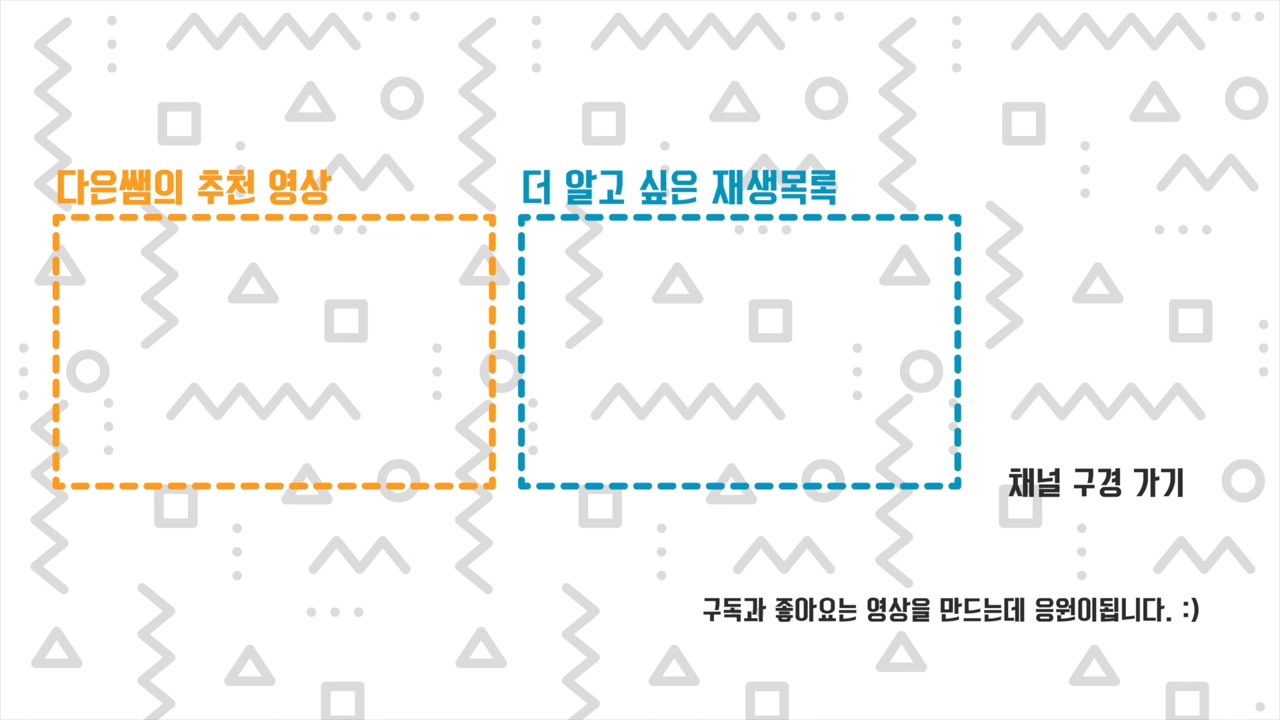 다은쌤의 추천 영상
더 알고 싶은 재생목록
채널 구경 가기
구독과 좋아요는 영상을 만드는데 응원이됩니다. :)